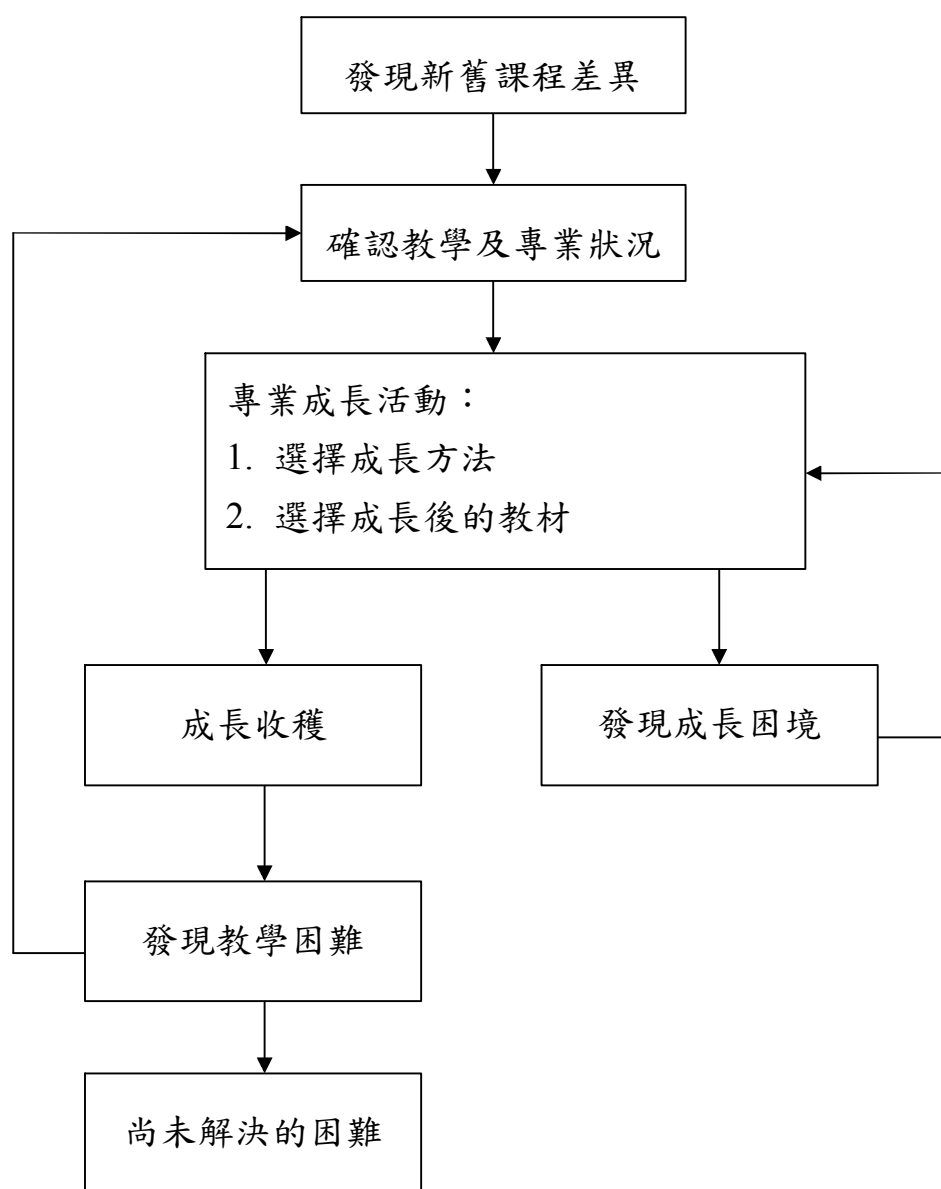 發現新舊課程差異
確認教學及專業狀況
專業成長活動：
1. 選擇成長方法
2. 選擇成長後的教材
成長收穫
發現成長困境
發現教學困難
尚未解決的困難